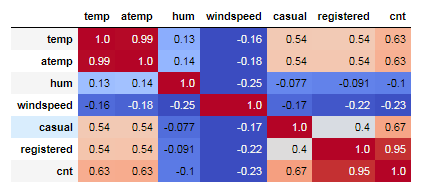 temp atemp hum windspeed casual registered cnt
temp 1.0 0.99 0.13 -0.16 0.54 0.54 0.63
atemp 0.99 1.0 0.14 -0.18 0.54 0.54 0.63
hum 0.13 0.14 1.0 -0.25 -0.077 -0.091 -0.1
windspeed -0.16 -0.18 -0.25 1.0 -0.17 -0.22 -0.23
casual 0.54 0.54 -0.077 -0.17 1.0 0.4 0.67
registered 0.54 0.54 -0.091 -0.22 0.4 1.0 0.95
cnt 0.63 0.63 -0.1 -0.23 0.67 0.95 1.0